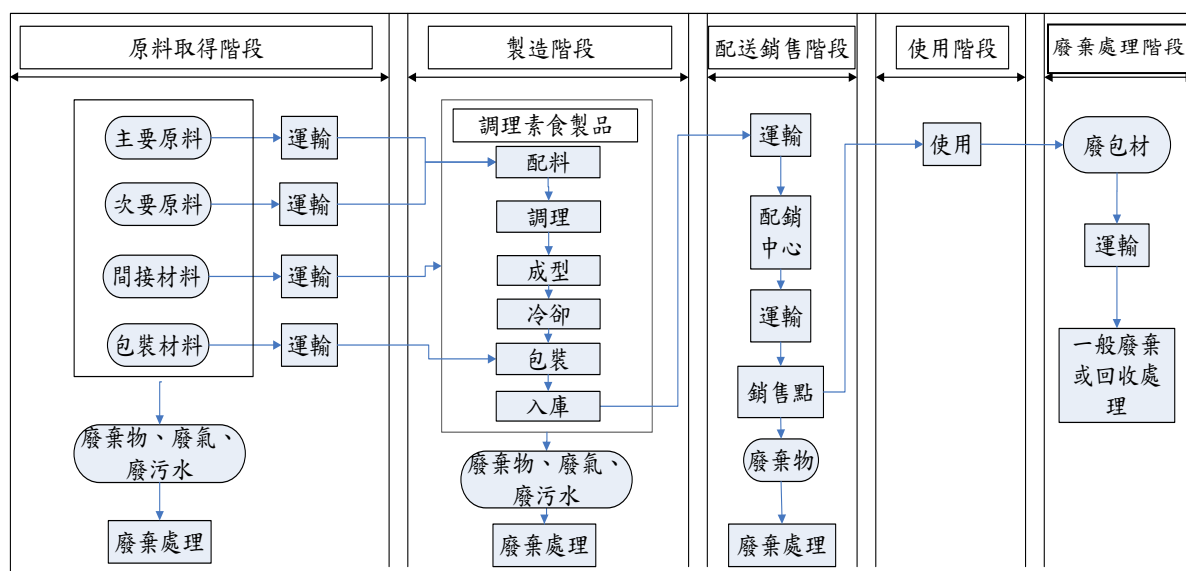 原料取得階段
製造階段
配送銷售階段
使用階段
廢棄處理階段
主要原料
運輸
次要原料
運輸
間接材料
運輸
包裝材料
運輸
廢棄物、廢氣、
廢污水
廢棄處理
調理素食製品
配料
調理
成型
冷卻
包裝
入庫
廢棄物、廢氣、
廢污水
廢棄處理
運輸
配銷
中心
運輸
銷售點
廢棄物
廢棄處理
使用
廢包材
運輸
一般廢棄
或回收處
理